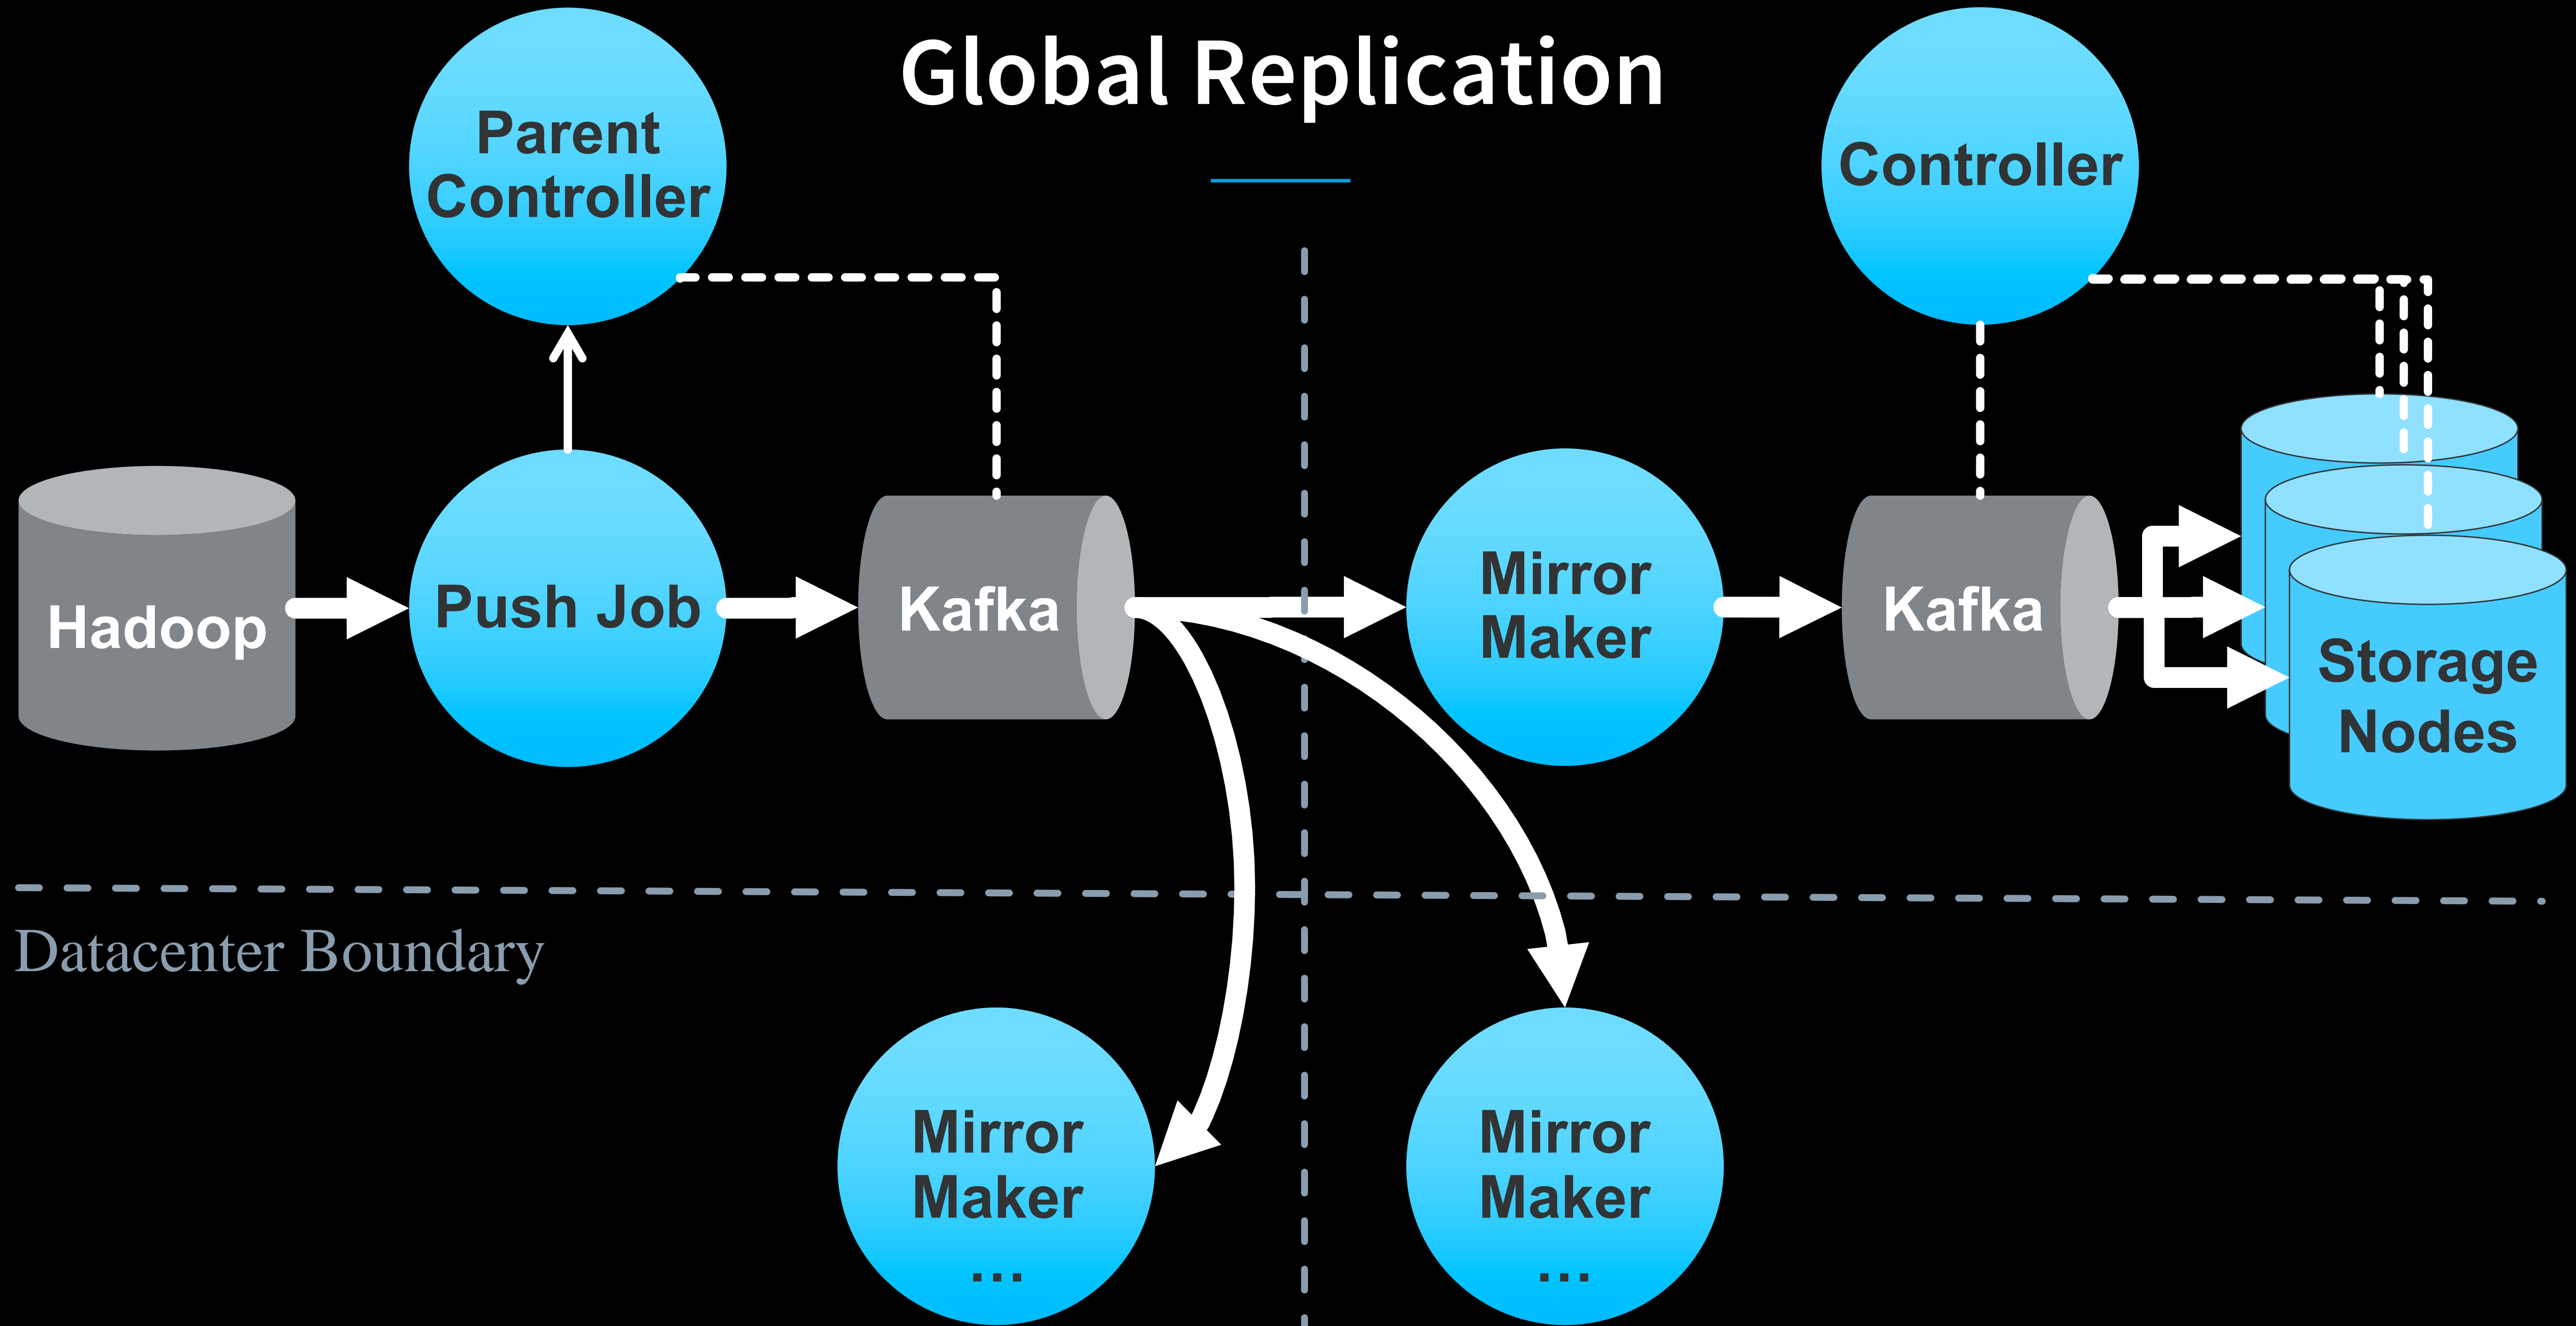 Global Replication
Parent
Controller
Controller
Hadoop
Push Job
Kafka
Mirror
Maker
Kafka
Storage
Nodes
Datacenter Boundary
Mirror
Maker
...
Mirror
Maker
...